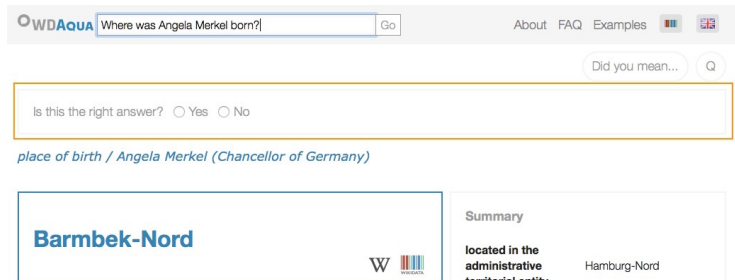 WDAQUA Where was Angela Merkel born? Go About FAQ Examples
Did you mean... Q
Is this the right answer? Yes No
place of birth / Angela Merkel (Chancellor of Germany)
Barmbek-Nord
W WIKIDATA
Summary
located in the
administrative Hamburg-Nord
territorial entity